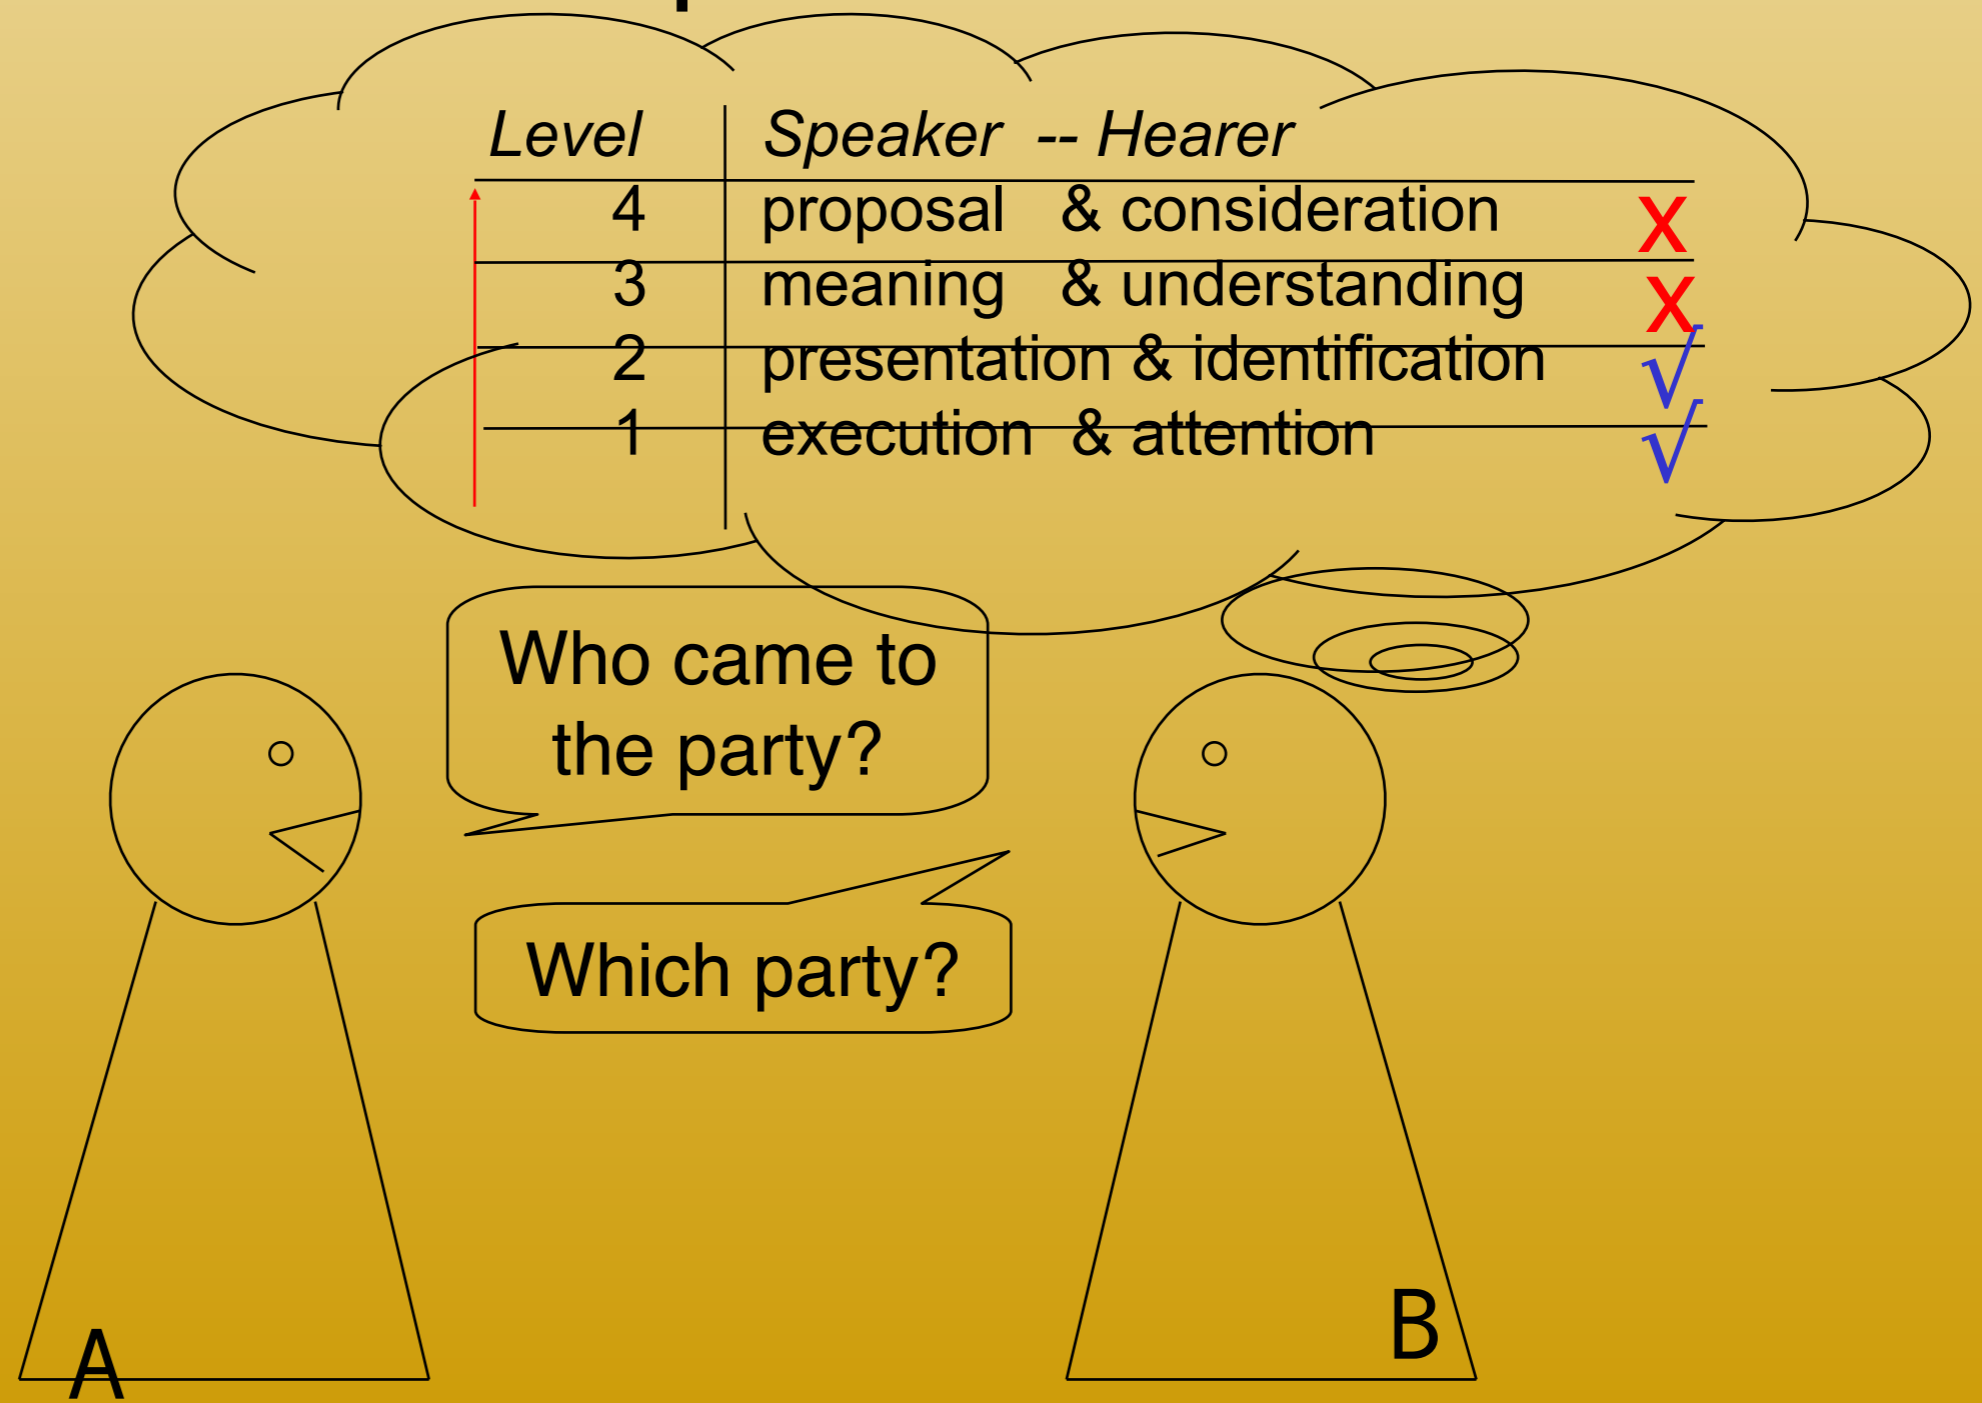 Level Speaker -- Hearer
4 proposal & consideration X
3 meaning & understanding X
2 presentation & identification √
1 execution & attention √
Who came to
the party?
Which party?
B
A